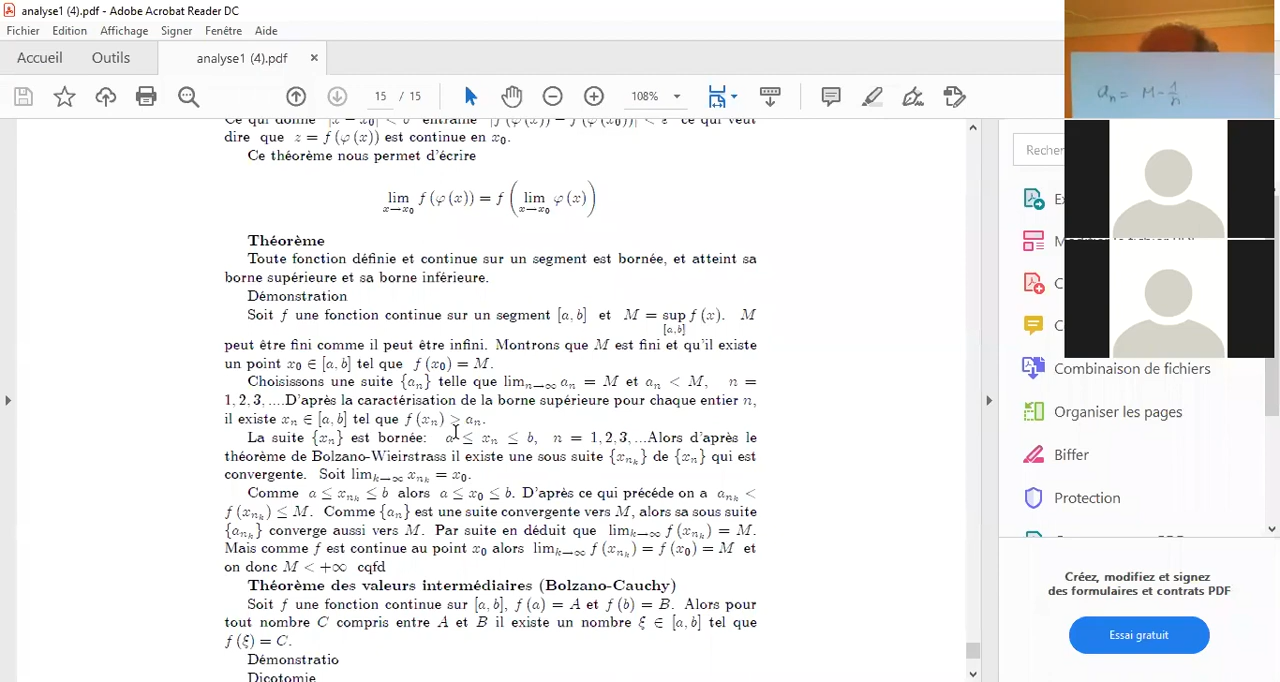 analyse1 (4).pdf - Adobe Acrobat Reader DC
Fichier Edition Affichage Signer Fenêtre Aide
Accueil Outils analyse1 (4).pdf ×
15 / 15 108%
dire que z = f (φ (x)) est continue en x₀.
Ce théorème nous permet d'écrire
lim f (φ (x)) = f ( lim φ (x))
x→x₀ x→x₀
Théorème
Toute fonction définie et continue sur un segment est bornée, et atteint sa
borne supérieure et sa borne inférieure.
Démonstration
Soit f une fonction continue sur un segment [a, b] et M = sup f (x). M
[a,b]
peut être fini comme il peut être infini. Montrons que M est fini et qu'il existe
un point x₀ ∈ [a, b] tel que f (x₀) = M.
Choisissons une suite {aₙ} telle que limₙ→∞ aₙ = M et aₙ < M, n =
1, 2, 3, ....D'après la caractérisation de la borne supérieure pour chaque entier n,
il existe xₙ ∈ [a, b] tel que f (xₙ) > aₙ.
La suite {xₙ} est bornée: a ≤ xₙ ≤ b, n = 1, 2, 3, ...Alors d'après le
théorème de Bolzano-Wieirstrass il existe une sous suite {xₙₖ} de {xₙ} qui est
convergente. Soit limₖ→∞ xₙₖ = x₀.
Comme a ≤ xₙₖ ≤ b alors a ≤ x₀ ≤ b. D'après ce qui précéde on a aₙₖ <
f (xₙₖ) ≤ M. Comme {aₙ} est une suite convergente vers M, alors sa sous suite
{aₙₖ} converge aussi vers M. Par suite en déduit que limₖ→∞ f (xₙₖ) = M.
Mais comme f est continue au point x₀ alors limₖ→∞ f (xₙₖ) = f (x₀) = M et
on donc M < +∞ cqfd
Théorème des valeurs intermédiaires (Bolzano-Cauchy)
Soit f une fonction continue sur [a, b], f (a) = A et f (b) = B. Alors pour
tout nombre C compris entre A et B il existe un nombre ξ ∈ [a, b] tel que
f (ξ) = C.
Démonstratio
Dicotomie
aₙ = M - 1/n
Recher
Combinaison de fichiers
Organiser les pages
Biffer
Protection
Créez, modifiez et signez
des formulaires et contrats PDF
Essai gratuit